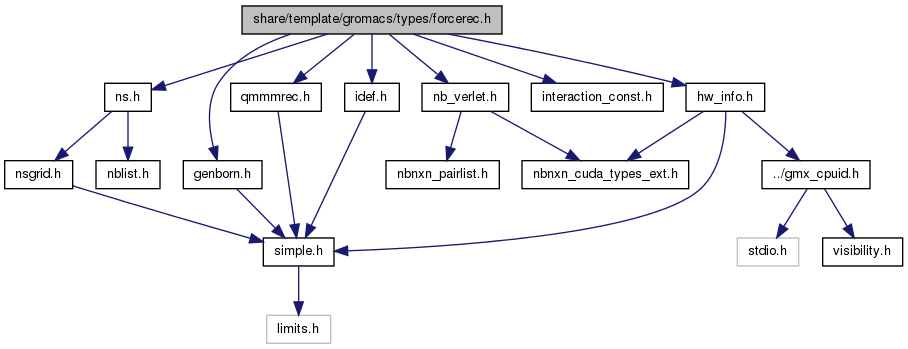 share/template/gromacs/types/forcerec.h
ns.h
qmmmrec.h
idef.h
nb_verlet.h
interaction_const.h
hw_info.h
nsgrid.h
nblist.h
genborn.h
nbnxn_pairlist.h
nbnxn_cuda_types_ext.h
../gmx_cpuid.h
simple.h
stdio.h
visibility.h
limits.h